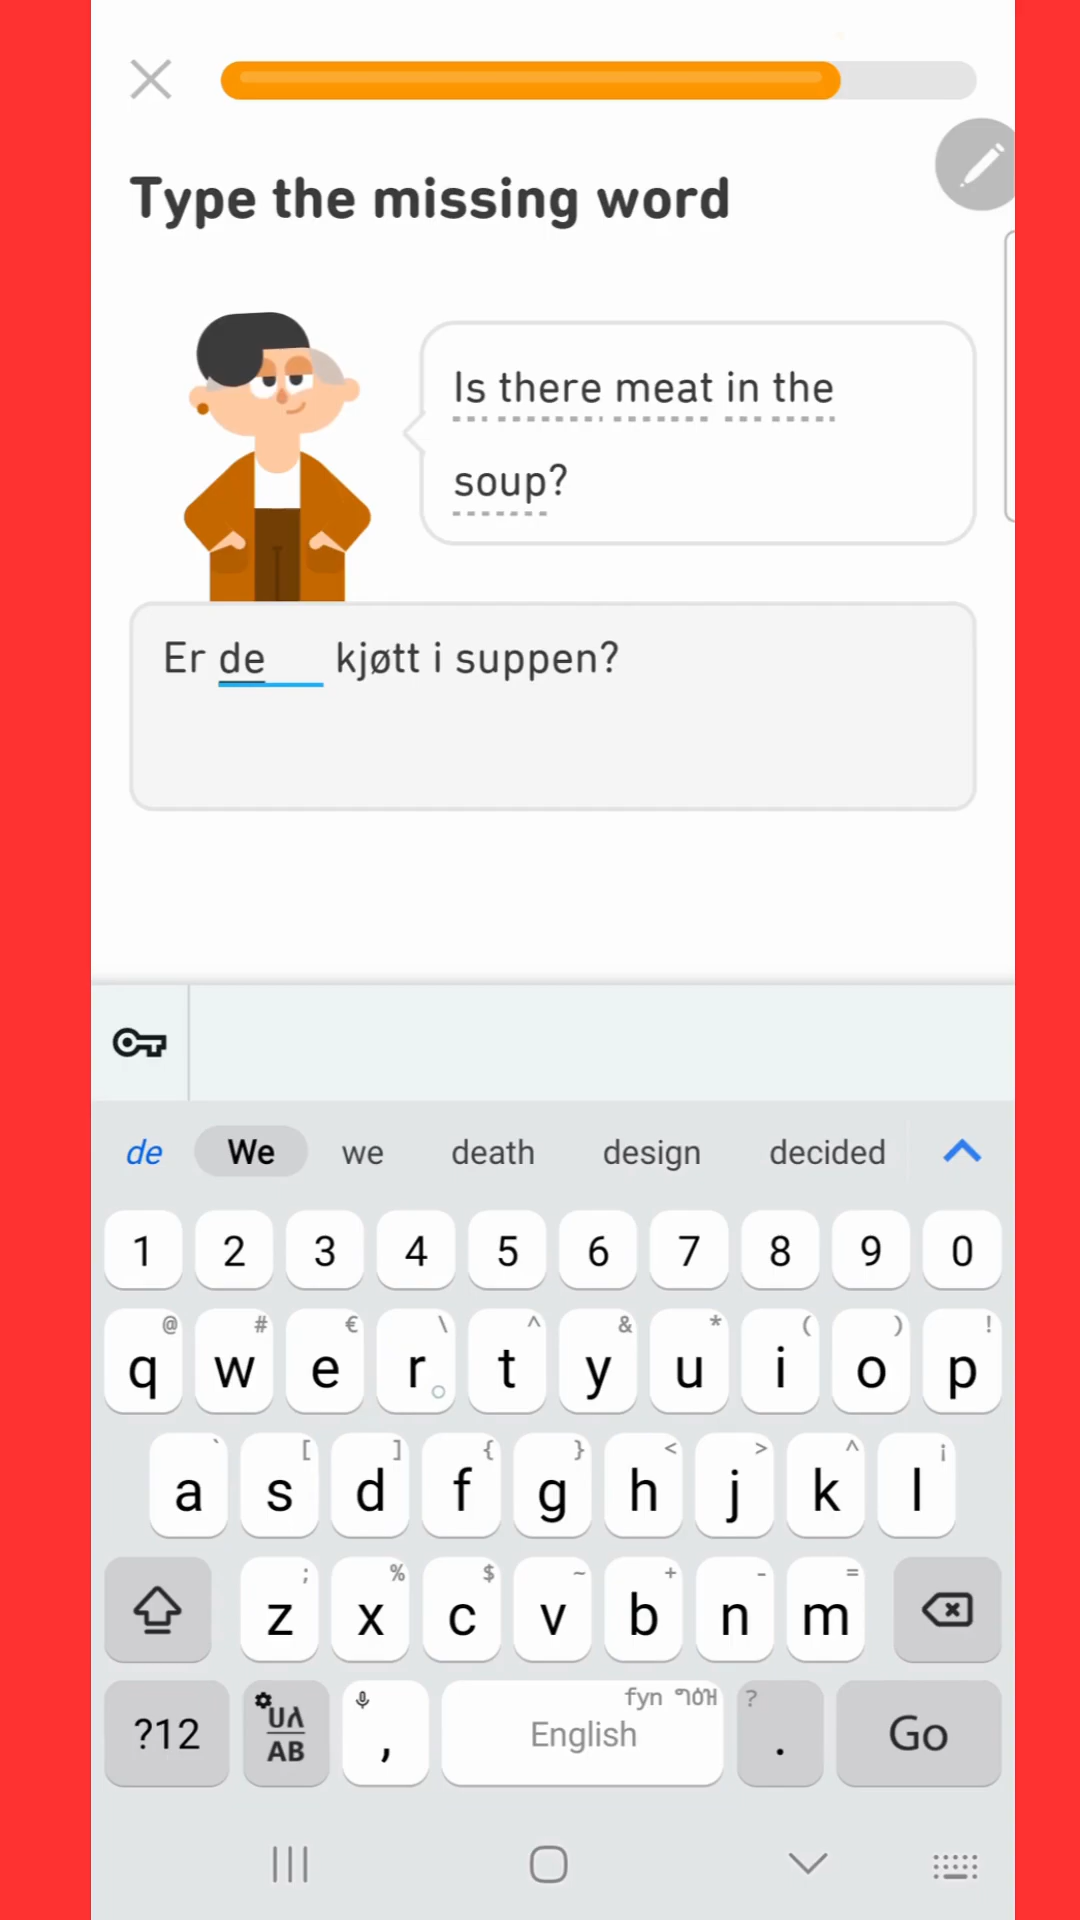 Type the missing word
Is there meat in the
soup?
Er de kjøtt i suppen?
de We we death design decided
1 2 3 4 5 6 7 8 9 0
@ # € \ ^ & * ( ) !
q w e r t y u i o p
` [ ] { } < > ^ ¡
a s d f g h j k l
; % $ ~ + - =
z x c v b n m
?12 AB , English . ? Go